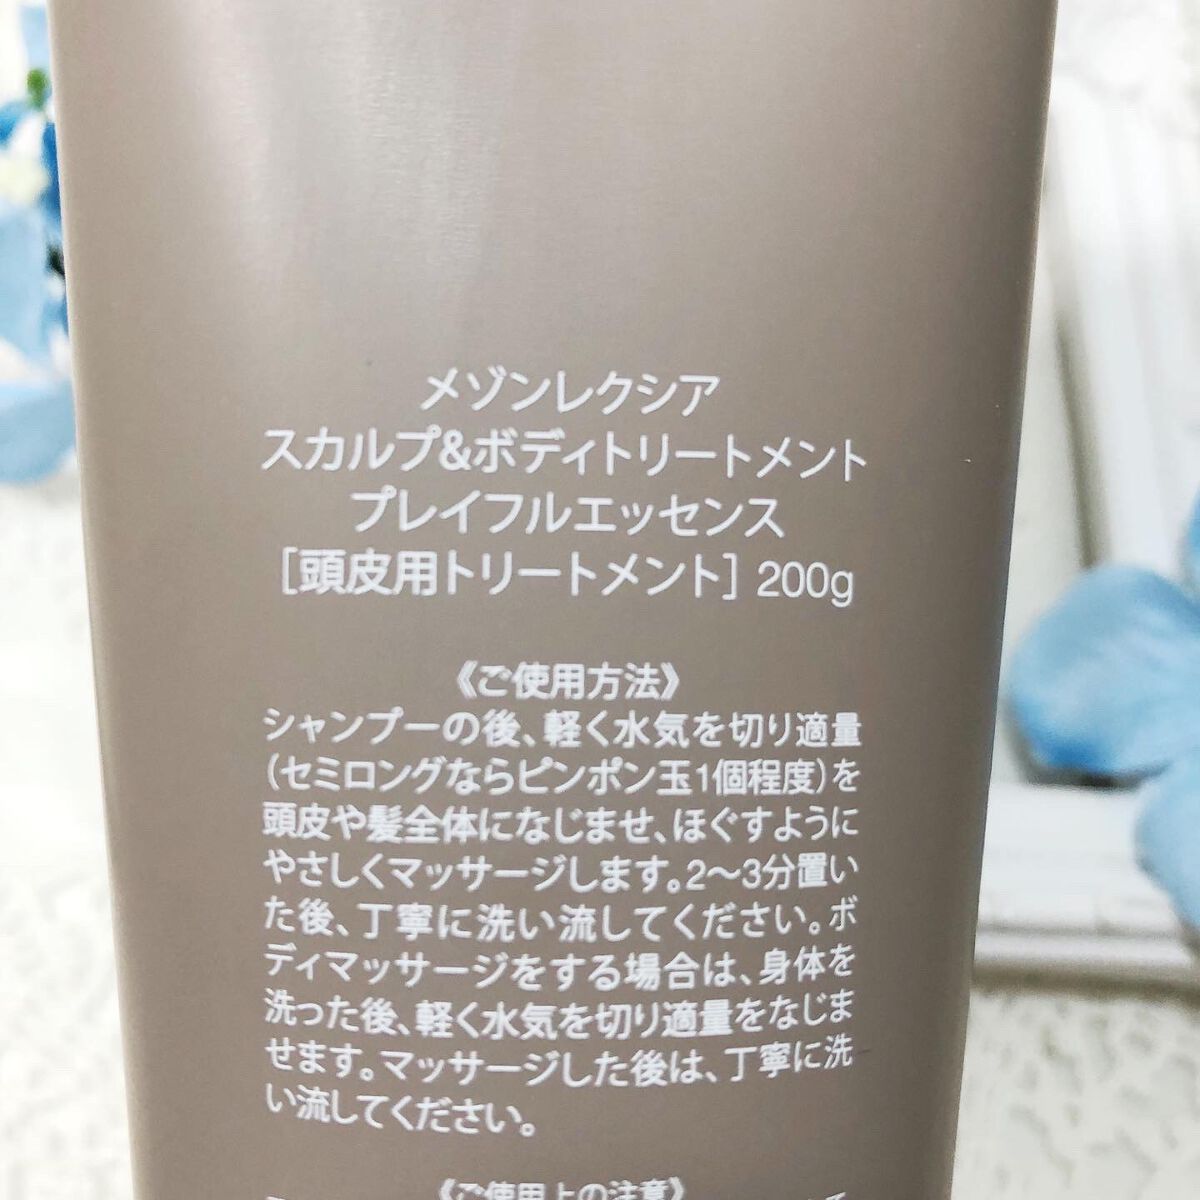 メゾンレクシア
スカルプ&ボディトリートメント
プレイフルエッセンス
[頭皮用トリートメント] 200g
《ご使用方法》
シャンプーの後、軽く水気を切り適量
(セミロングならピンポン玉1個程度)を
頭皮や髪全体になじませ、ほぐすように
やさしくマッサージします。2〜3分置い
た後、丁寧に洗い流してください。ボ
ディマッサージをする場合は、身体を
洗った後、軽く水気を切り適量をなじま
せます。マッサージした後は、丁寧に洗
い流してください。
《ご使用上の注意》